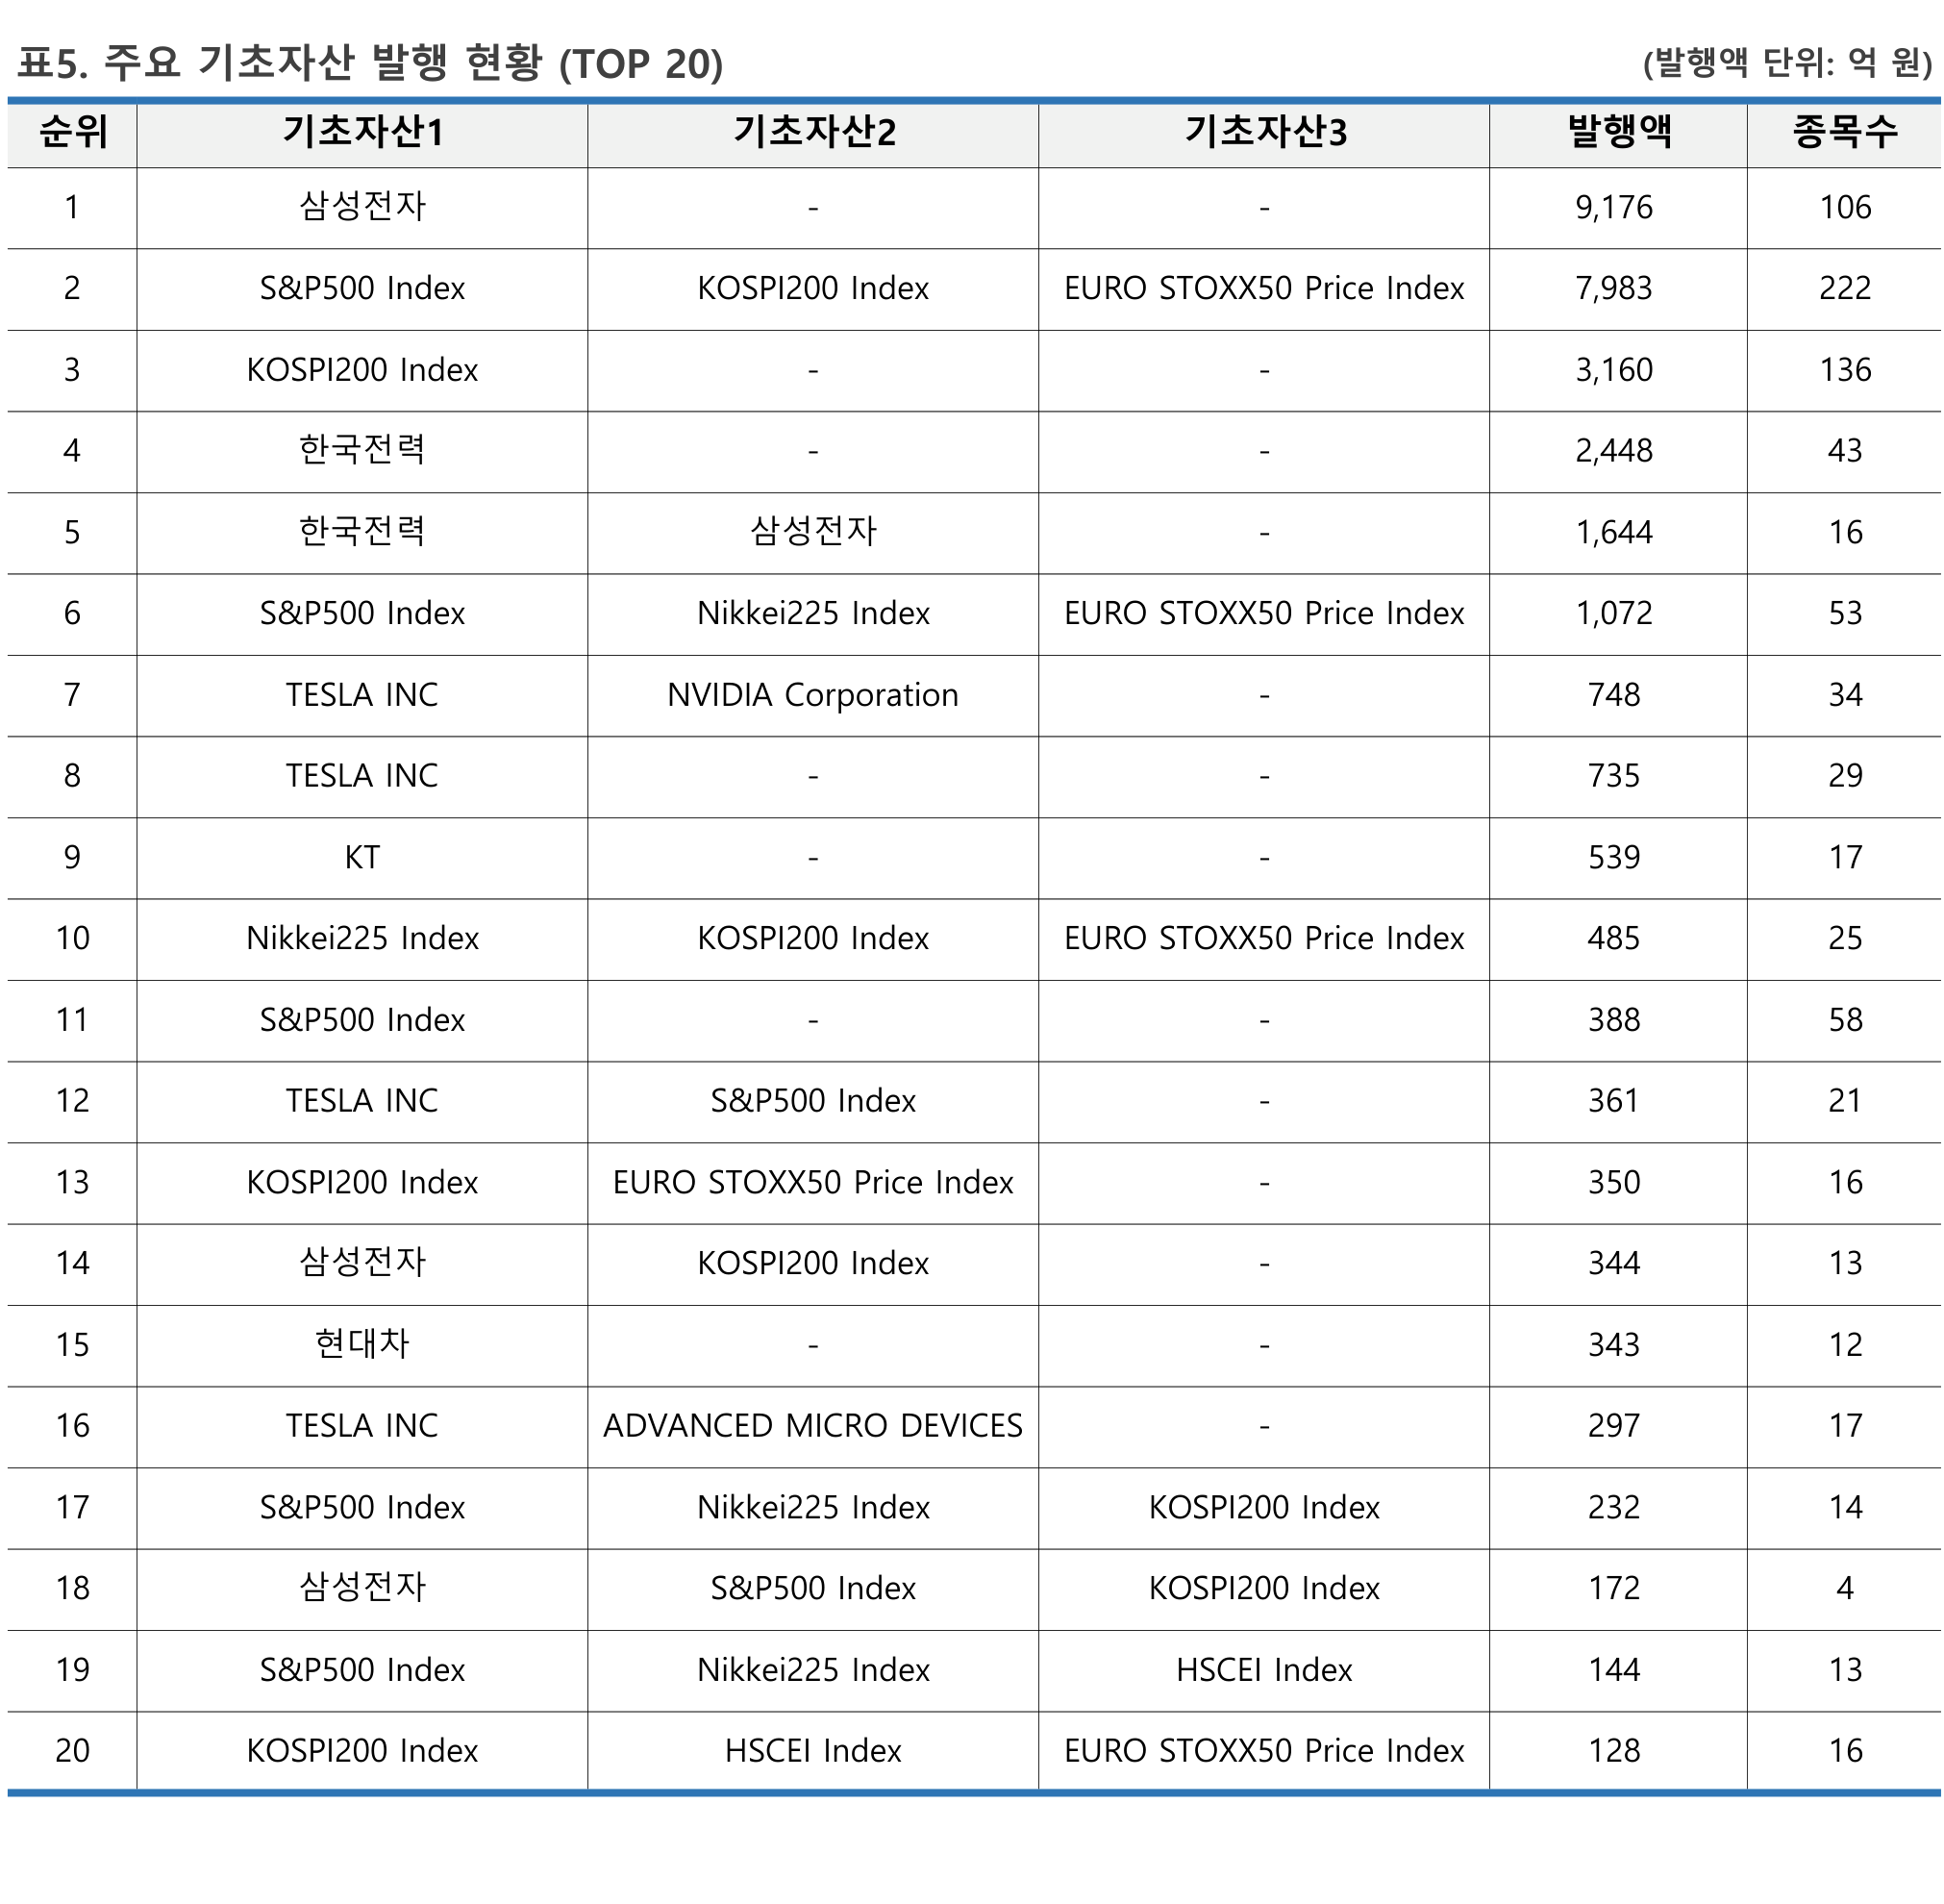 표5. 주요 기초자산 발행 현황 (TOP 20) (발행액 단위: 억 원)
순위 기초자산1 기초자산2 기초자산3 발행액 종목수
1 삼성전자 - - 9,176 106
2 S&P500 Index KOSPI200 Index EURO STOXX50 Price Index 7,983 222
3 KOSPI200 Index - - 3,160 136
4 한국전력 - - 2,448 43
5 한국전력 삼성전자 - 1,644 16
6 S&P500 Index Nikkei225 Index EURO STOXX50 Price Index 1,072 53
7 TESLA INC NVIDIA Corporation - 748 34
8 TESLA INC - - 735 29
9 KT - - 539 17
10 Nikkei225 Index KOSPI200 Index EURO STOXX50 Price Index 485 25
11 S&P500 Index - - 388 58
12 TESLA INC S&P500 Index - 361 21
13 KOSPI200 Index EURO STOXX50 Price Index - 350 16
14 삼성전자 KOSPI200 Index - 344 13
15 현대차 - - 343 12
16 TESLA INC ADVANCED MICRO DEVICES - 297 17
17 S&P500 Index Nikkei225 Index KOSPI200 Index 232 14
18 삼성전자 S&P500 Index KOSPI200 Index 172 4
19 S&P500 Index Nikkei225 Index HSCEI Index 144 13
20 KOSPI200 Index HSCEI Index EURO STOXX50 Price Index 128 16